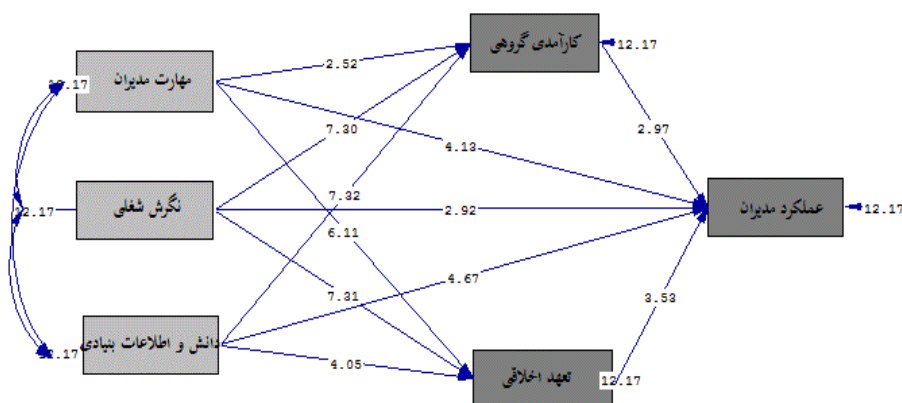 کارآمدی گروهی
12.17
12.17
مهارت مدیران
2.52
7.30
4.13
2.97
12.17
نگرش شغلی
7.32
2.92
عملکرد مدیران
12.17
6.11
4.67
7.31
3.53
12.17
دانش و اطلاعات بنیادی
4.05
تعهد اخلاقی
12.17